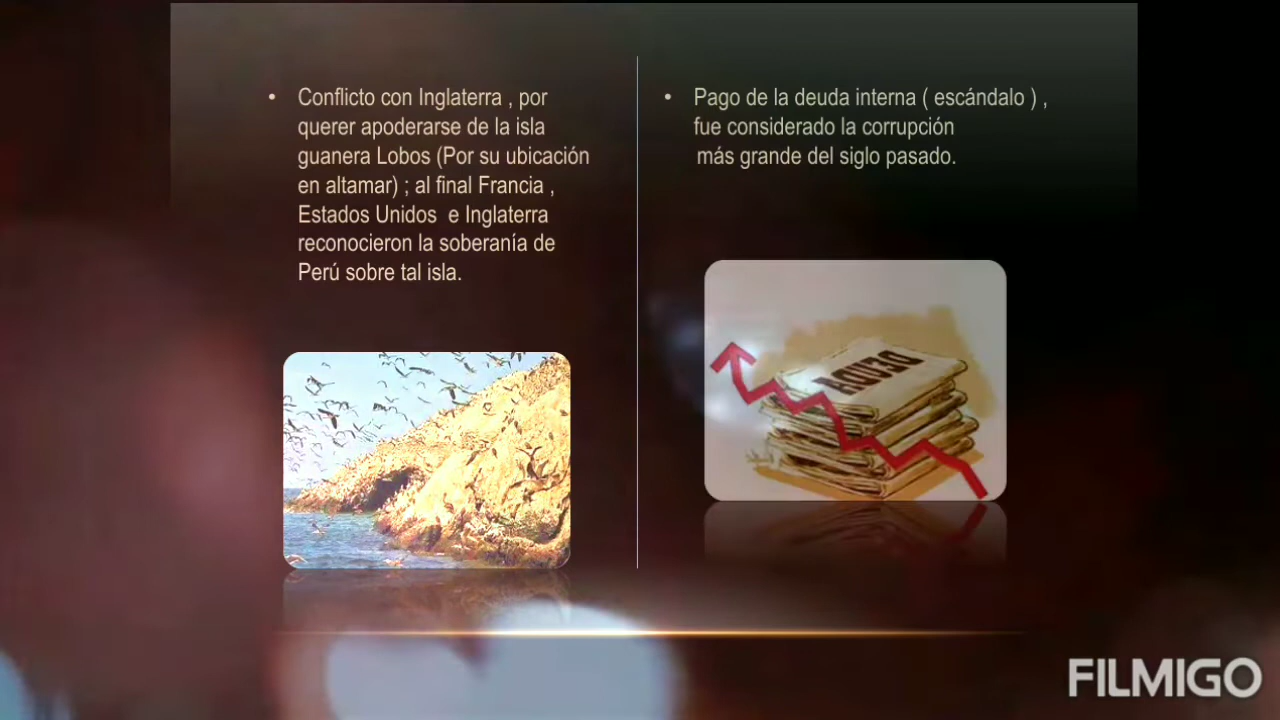 • Conflicto con Inglaterra , por
querer apoderarse de la isla
guanera Lobos (Por su ubicación
en altamar) ; al final Francia ,
Estados Unidos e Inglaterra
reconocieron la soberanía de
Perú sobre tal isla.
• Pago de la deuda interna ( escándalo ) ,
fue considerado la corrupción
más grande del siglo pasado.
DEUDA
FILMIGO